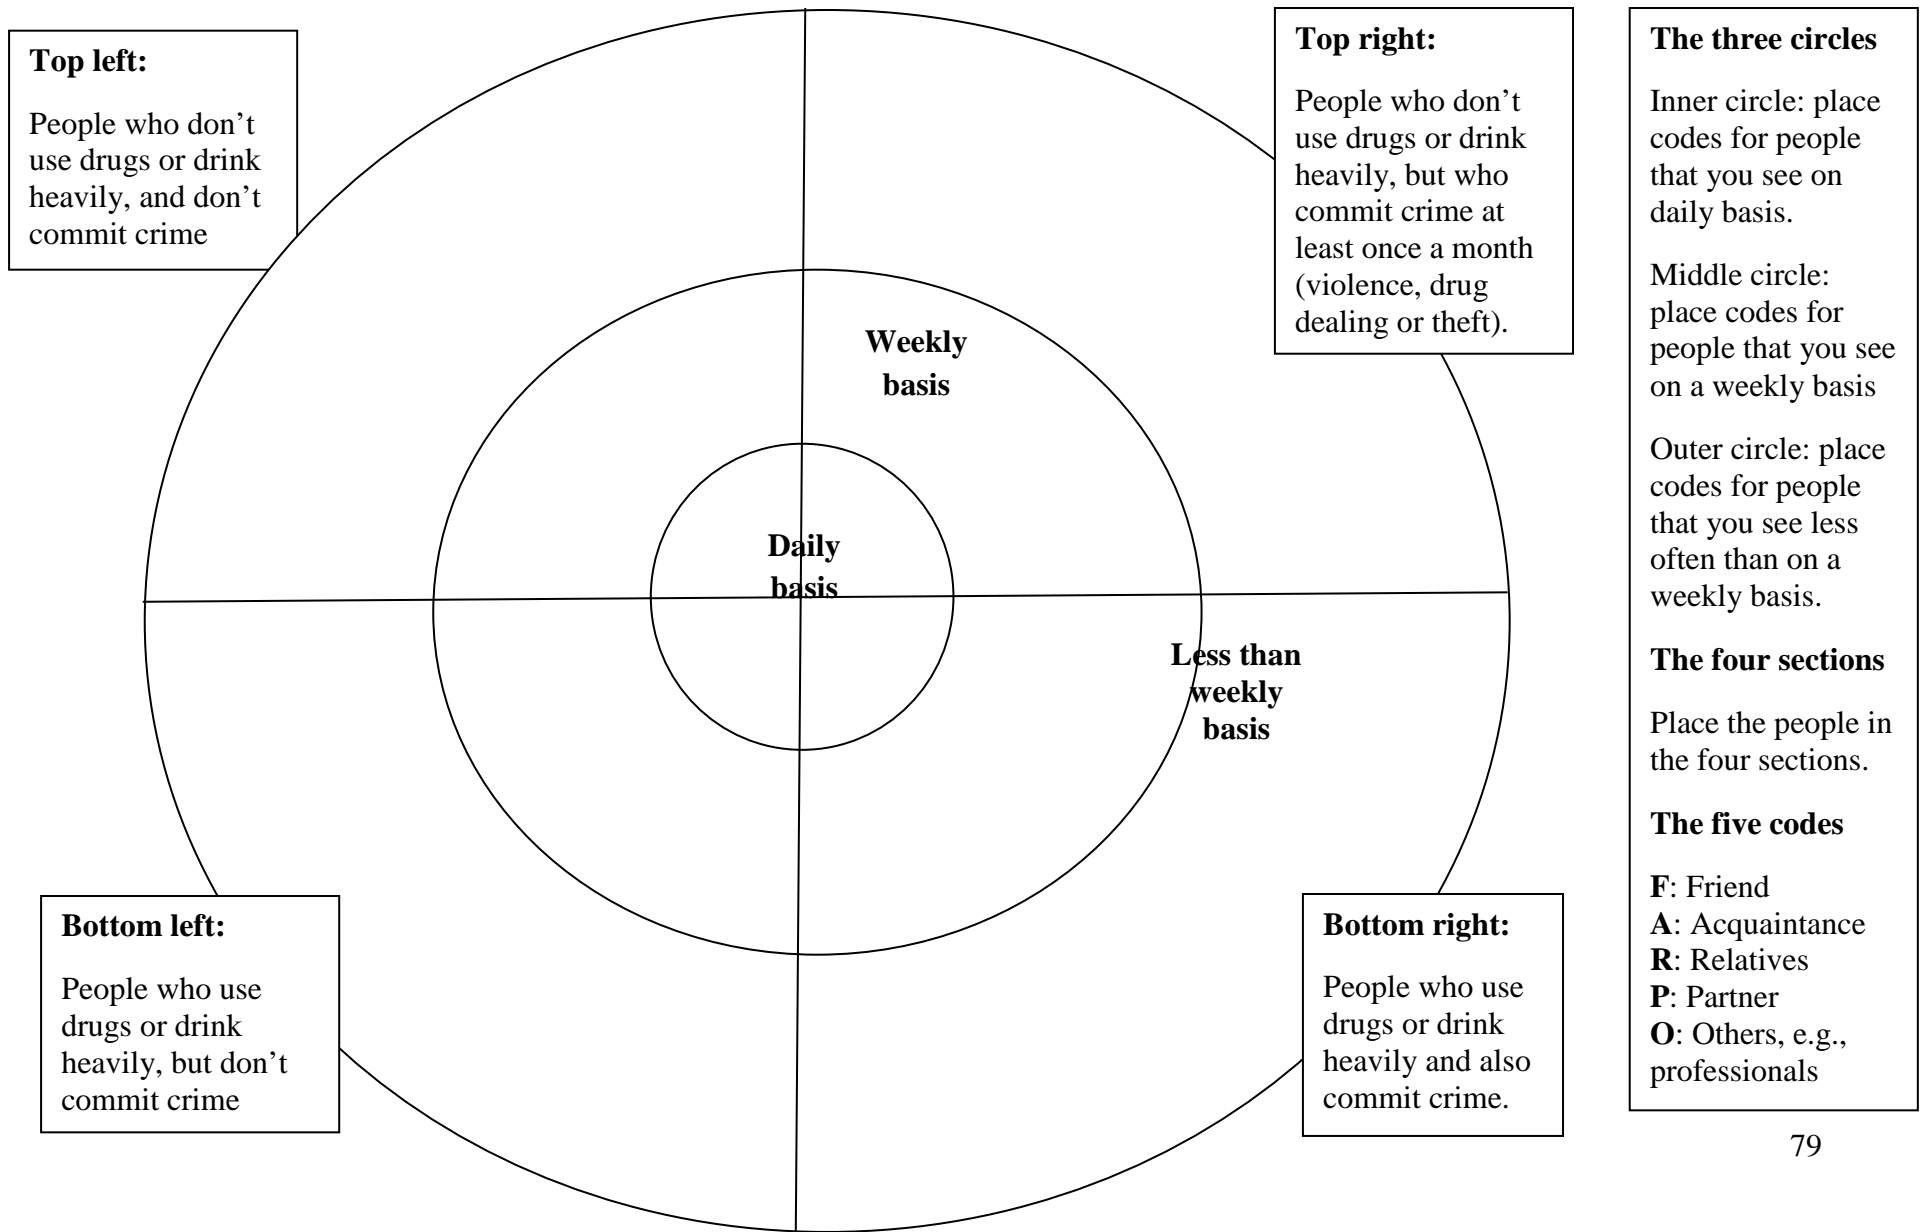 Top left:
People who don’t
use drugs or drink
heavily, and don’t
commit crime
Top right:
People who don’t
use drugs or drink
heavily, but who
commit crime at
least once a month
(violence, drug
dealing or theft).
Weekly
basis
Daily
basis
Less than
weekly
basis
Bottom left:
People who use
drugs or drink
heavily, but don’t
commit crime
Bottom right:
People who use
drugs or drink
heavily and also
commit crime.
The three circles
Inner circle: place
codes for people
that you see on
daily basis.
Middle circle:
place codes for
people that you see
on a weekly basis
Outer circle: place
codes for people
that you see less
often than on a
weekly basis.
The four sections
Place the people in
the four sections.
The five codes
F: Friend
A: Acquaintance
R: Relatives
P: Partner
O: Others, e.g.,
professionals
79